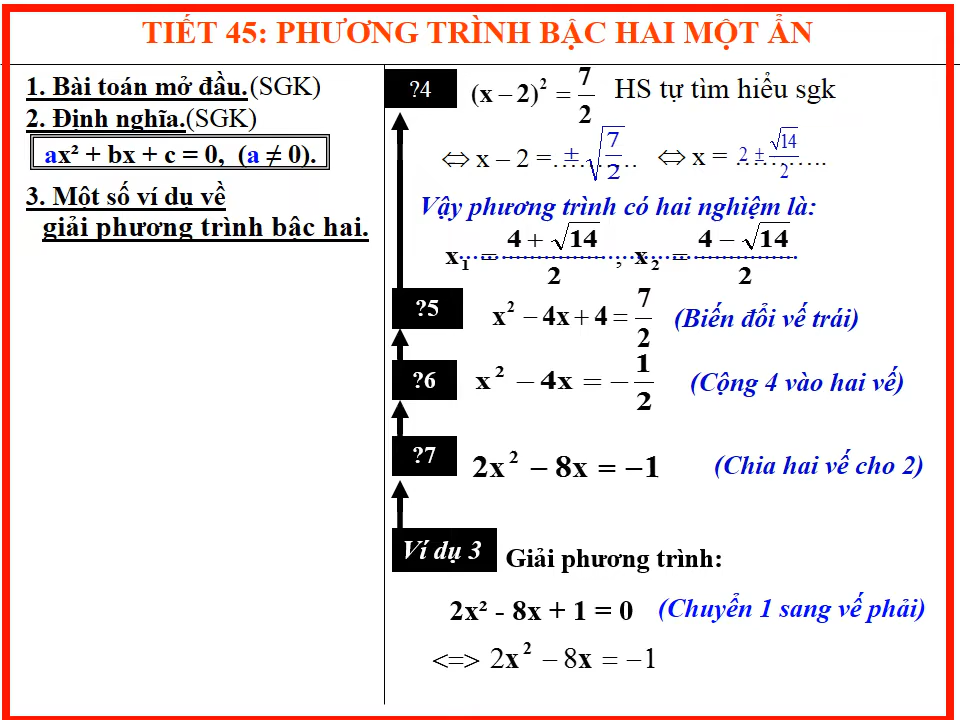 TIẾT 45: PHƯƠNG TRÌNH BẬC HAI MỘT ẨN
1. Bài toán mở đầu.(SGK)
2. Định nghĩa.(SGK)
ax² + bx + c = 0, (a ≠ 0).
3. Một số ví dụ về
giải phương trình bậc hai.
?4 (x – 2)² = 7/2 HS tự tìm hiểu sgk
⇔ x – 2 =…± √(7/2)….. ⇔ x = …2 ± √14/2…..
Vậy phương trình có hai nghiệm là:
x₁ = (4 + √14)/2 , x₂ = (4 – √14)/2
?5 x² – 4x + 4 = 7/2 (Biến đổi vế trái)
?6 x² – 4x = –1/2 (Cộng 4 vào hai vế)
?7 2x² – 8x = –1 (Chia hai vế cho 2)
Ví dụ 3 Giải phương trình:
2x² - 8x + 1 = 0 (Chuyển 1 sang vế phải)
<=> 2x² – 8x = –1